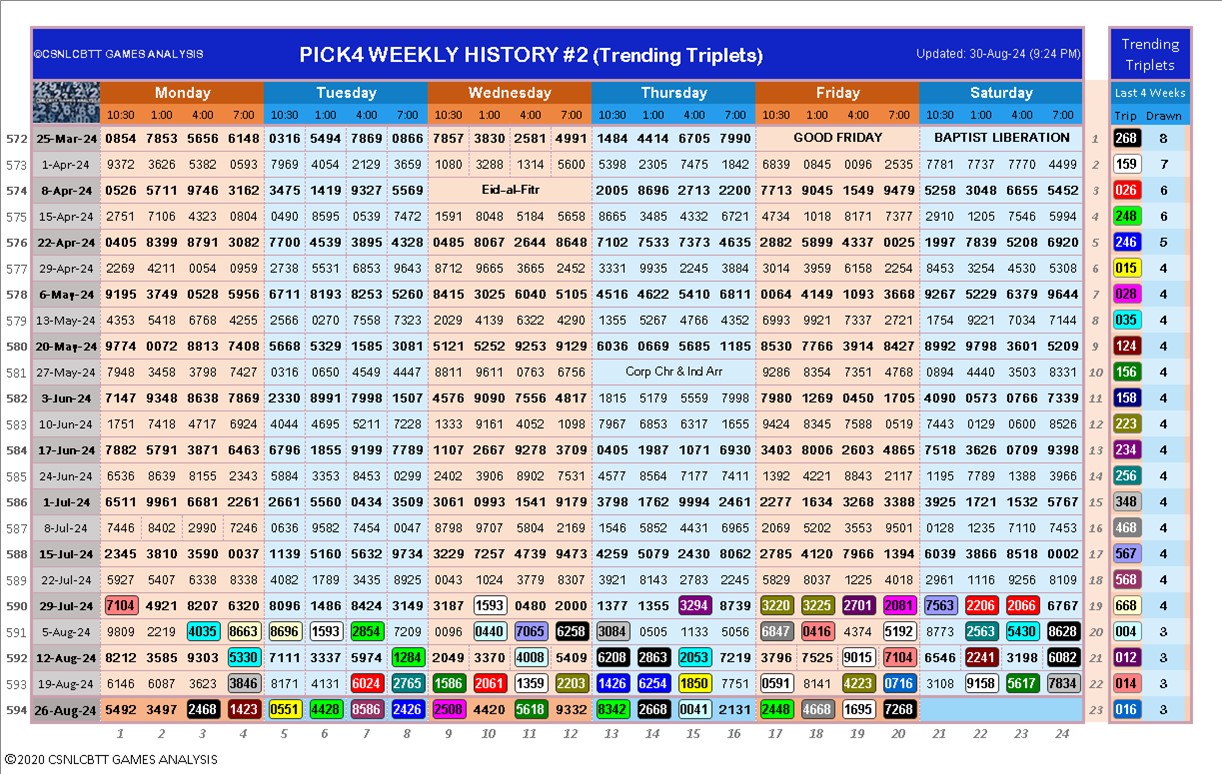 ©CSNLCBTT GAMES ANALYSIS PICK4 WEEKLY HISTORY #2 (Trending Triplets) Updated: 30-Aug-24 (9:24 PM) Trending Triplets
Monday Tuesday Wednesday Thursday Friday Saturday Last 4 Weeks
10:30 1:00 4:00 7:00 10:30 1:00 4:00 7:00 10:30 1:00 4:00 7:00 10:30 1:00 4:00 7:00 10:30 1:00 4:00 7:00 10:30 1:00 4:00 7:00 Trip Drawn
572 25-Mar-24 0854 7853 5656 6148 0316 5494 7869 0866 7857 3830 2581 4991 1484 4414 6705 7990 GOOD FRIDAY BAPTIST LIBERATION 1 268 8
573 1-Apr-24 9372 3626 5382 0593 7969 4054 2129 3659 1080 3288 1314 5600 5398 2305 7475 1842 6839 0845 0096 2535 7781 7737 7770 4499 2 159 7
574 8-Apr-24 0526 5711 9746 3162 3475 1419 9327 5569 Eid-al-Fitr 2005 8696 2713 2200 7713 9045 1549 9479 5258 3048 6655 5452 3 026 6
575 15-Apr-24 2751 7106 4323 0804 0490 8595 0539 7472 1591 8048 5184 5658 8665 3485 4332 6721 4734 1018 8171 7377 2910 1205 7546 5994 4 248 6
576 22-Apr-24 0405 8399 8791 3082 7700 4539 3895 4328 0485 8067 2644 8648 7102 7533 7373 4635 2882 5899 4337 0025 1997 7839 5208 6920 5 246 5
577 29-Apr-24 2269 4211 0054 0959 2738 5531 6853 9643 8712 9665 3665 2452 3331 9935 2245 3884 3014 3959 6158 2254 8453 3254 4530 5308 6 015 4
578 6-May-24 9195 3749 0528 5956 6711 8193 8253 5260 8415 3025 6040 5105 4516 4622 5410 6811 0064 4149 1093 3668 9267 5229 6379 9644 7 028 4
579 13-May-24 4353 5418 6768 4255 2566 0270 7558 7323 2029 4139 6322 4290 1355 5267 4766 4352 6993 9921 7337 2721 1754 9221 7034 7144 8 035 4
580 20-May-24 9774 0072 8813 7408 5668 5329 1585 3081 9121 5252 9253 9129 6036 0669 5685 1185 8530 7766 3914 8427 8992 9798 3601 5209 9 124 4
581 27-May-24 7948 3458 3798 7427 0316 0650 4549 4447 8811 9611 0763 6756 Corp Chr & Ind Arr 9286 8354 7351 4768 0894 4440 3503 8331 10 156 4
582 3-Jun-24 7147 9348 8638 7869 2330 8991 7998 1507 4576 9090 7556 4817 1815 5179 5559 7998 7980 1269 0450 1705 4090 0573 0766 7339 11 158 4
583 10-Jun-24 1751 7418 4717 6924 4044 4695 5211 7228 1333 9161 4052 1098 7967 6853 6317 1655 9424 8345 7588 0519 7443 0129 0600 8526 12 223 4
584 17-Jun-24 7882 5791 3871 6463 6796 1855 9199 7789 1107 2667 9278 3709 0405 1987 1071 6930 3403 8006 2603 4865 7518 3626 0709 9398 13 234 4
585 24-Jun-24 6536 8639 8155 2343 5884 3353 8453 0299 2402 3906 8902 7531 4577 8564 7177 7411 1392 4221 8843 2117 1195 7789 1388 3966 14 256 4
586 1-Jul-24 6511 9961 6681 2261 2661 5560 0434 3509 3061 0993 1541 9179 3798 1762 9994 2461 2277 1634 3268 3388 3925 1721 1532 5767 15 348 4
587 8-Jul-24 7446 8402 2990 7246 0636 9582 7454 0047 8798 9707 5804 2169 1546 5852 4431 6965 2069 5202 3553 9501 0128 1235 7110 7453 16 468 4
588 15-Jul-24 2345 3810 3590 0037 1139 5160 5632 9734 3229 7257 4739 9473 4259 5079 2430 8062 2785 4120 7966 1394 6039 3866 8518 0002 17 567 4
589 22-Jul-24 5927 5407 6338 8338 4082 1789 3435 8925 0043 1024 3779 8307 3921 8143 2783 2245 5829 8037 1225 4018 2961 1116 9256 8109 18 568 4
590 29-Jul-24 7104 4921 8207 6320 8096 1486 8424 3149 3187 1593 0480 2000 1377 1355 3294 8739 3220 3225 2701 2081 7563 2206 2066 6767 19 668 4
591 5-Aug-24 9809 2219 4035 8663 8696 1593 2854 7209 0096 0440 7065 6258 3084 0505 1133 5056 6847 0416 4374 5192 8773 2563 5430 8628 20 004 3
592 12-Aug-24 8212 3585 9303 5330 7111 3337 5974 1284 2049 3370 4008 5409 6208 2863 2053 7219 3796 7525 9015 7104 6546 2241 3198 6082 21 012 3
593 19-Aug-24 6146 6087 3623 3846 8171 4131 6024 2765 1586 2061 1359 2203 1426 6254 1850 7751 0591 8141 4223 0716 3108 9158 5617 7834 22 014 3
594 26-Aug-24 5492 3497 2468 1423 0551 4428 8586 2426 2508 4420 5618 9332 8342 2668 0041 2131 2448 4668 1695 7268 23 016 3
1 2 3 4 5 6 7 8 9 10 11 12 13 14 15 16 17 18 19 20 21 22 23 24
©2020 CSNLCBTT GAMES ANALYSIS